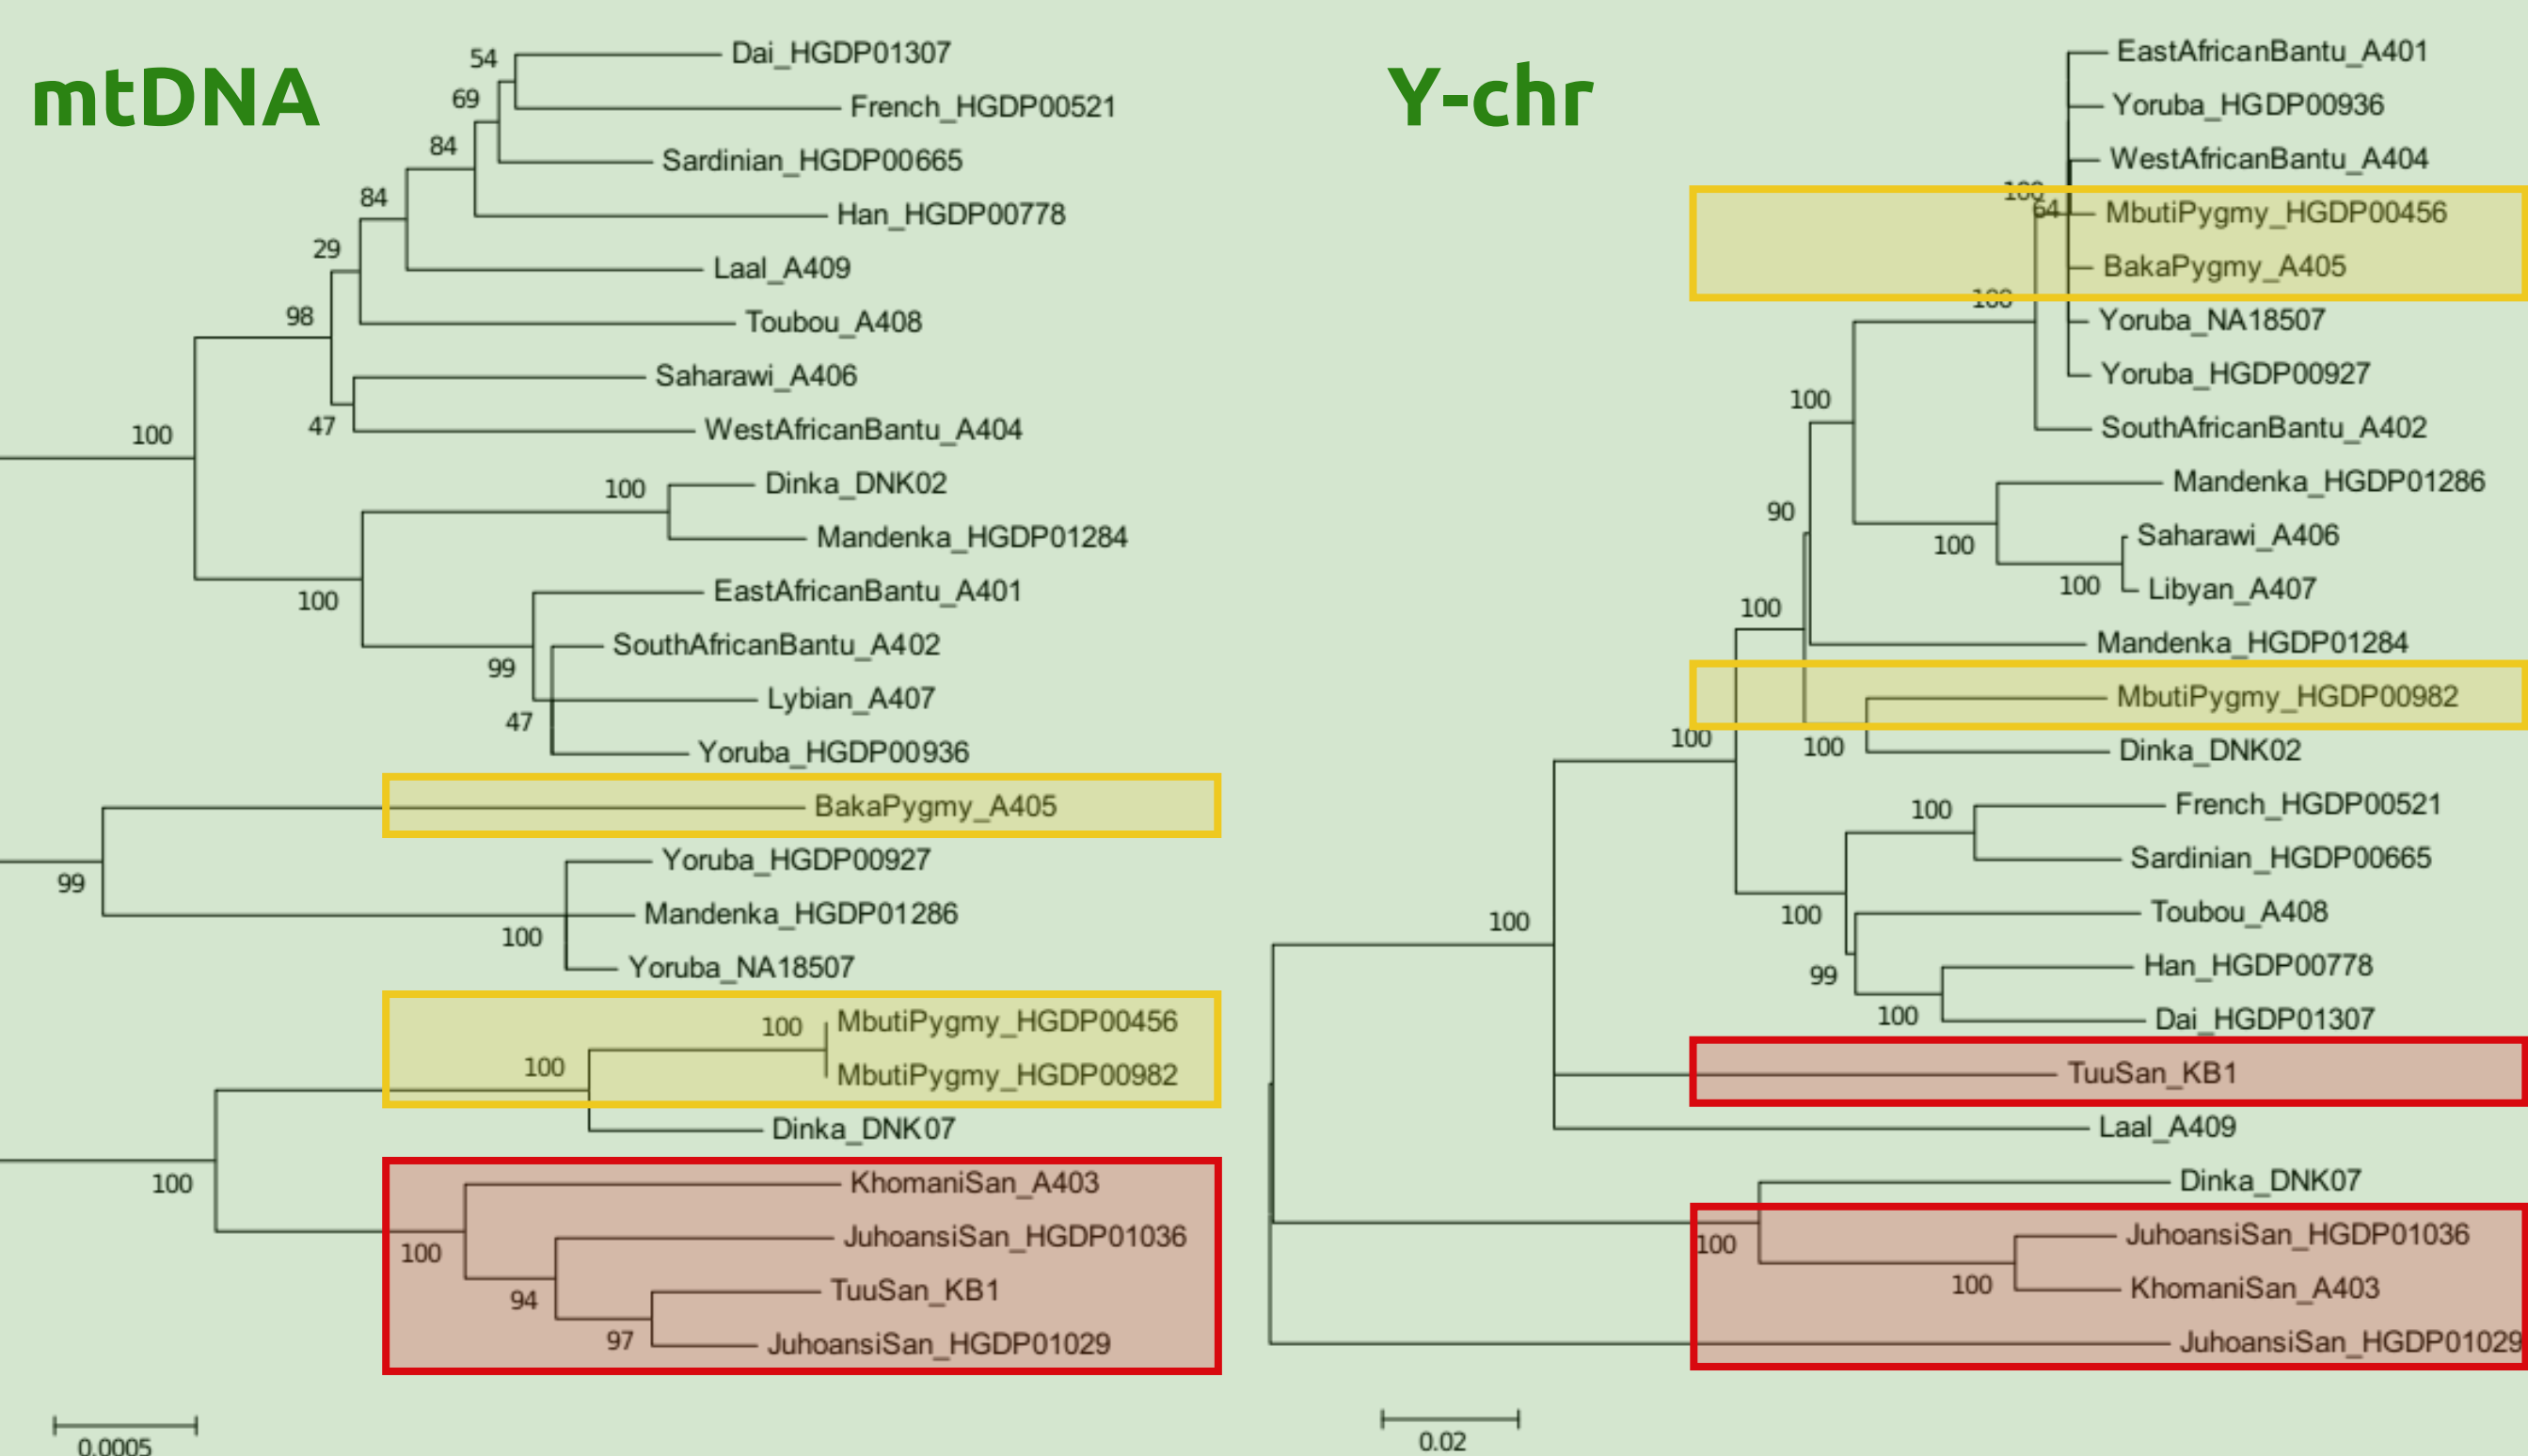 mtDNA
54
Dai_HGDP01307
69
French_HGDP00521
84
Sardinian_HGDP00665
84
Han_HGDP00778
29
Laal_A409
98
Toubou_A408
Saharawi_A406
47
WestAfricanBantu_A404
100
100
Dinka_DNK02
Mandenka_HGDP01284
100
EastAfricanBantu_A401
SouthAfricanBantu_A402
99
Lybian_A407
47
Yoruba_HGDP00936
BakaPygmy_A405
99
Yoruba_HGDP00927
Mandenka_HGDP01286
100
Yoruba_NA18507
100
MbutiPygmy_HGDP00456
100
MbutiPygmy_HGDP00982
Dinka_DNK07
100
KhomaniSan_A403
100
JuhoansiSan_HGDP01036
94
TuuSan_KB1
97
JuhoansiSan_HGDP01029
0.0005
Y-chr
EastAfricanBantu_A401
Yoruba_HGDP00936
WestAfricanBantu_A404
100
64
MbutiPygmy_HGDP00456
BakaPygmy_A405
100
Yoruba_NA18507
Yoruba_HGDP00927
100
SouthAfricanBantu_A402
Mandenka_HGDP01286
90
100
Saharawi_A406
100
Libyan_A407
100
Mandenka_HGDP01284
MbutiPygmy_HGDP00982
100
100
Dinka_DNK02
100
French_HGDP00521
Sardinian_HGDP00665
100
Toubou_A408
100
99
Han_HGDP00778
100
Dai_HGDP01307
TuuSan_KB1
Laal_A409
Dinka_DNK07
100
JuhoansiSan_HGDP01036
100
KhomaniSan_A403
JuhoansiSan_HGDP01029
0.02